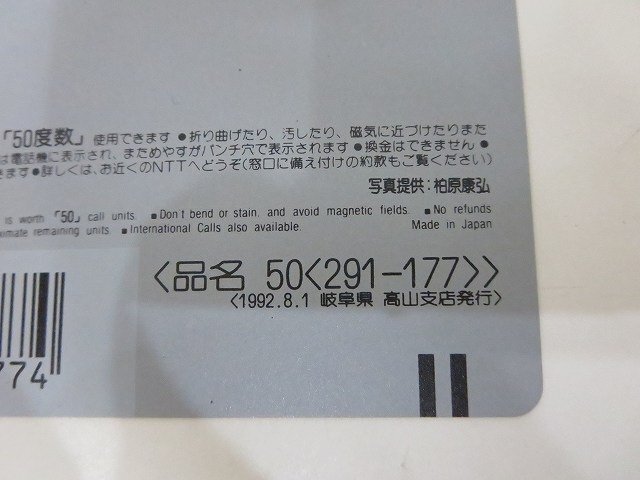 「50度数」使用できます●折り曲げたり、汚したり、磁気に近づけたりまた
は電話機に表示され、まためやすがパンチ穴で表示されます●換金はできません●
きます●詳しくは、お近くのNTTへどうぞ(窓口に備え付けの約款もご覧ください)
写真提供:柏原康弘
is worth 「50」 call units. ■Don't bend or stain, and avoid magnetic fields. ■No refunds
ximate remaining units. ■International Calls also available. Made in Japan
<品名 50<291-177>>
<1992.8.1 岐阜県 高山支店発行>
774